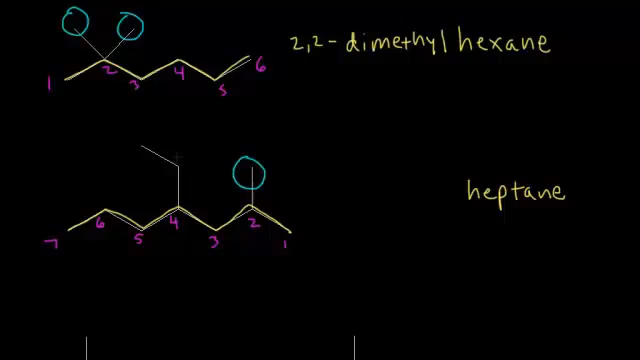 2,2-dimethylhexane
1 2 3 4 5 6
heptane
7 6 5 4 3 2 1